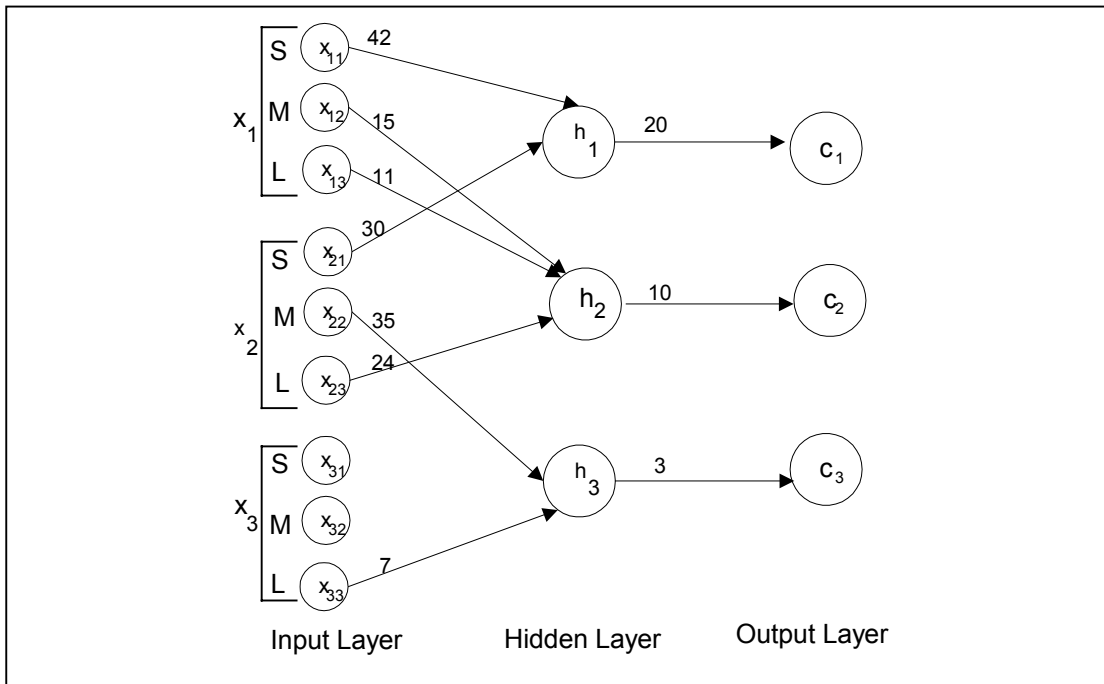 x1
S
x11
42
M
x12
15
L
x13
11
x2
S
x21
30
M
x22
35
L
x23
24
x3
S
x31
M
x32
L
x33
7
h1
20
h2
10
h3
3
c1
c2
c3
Input Layer
Hidden Layer
Output Layer